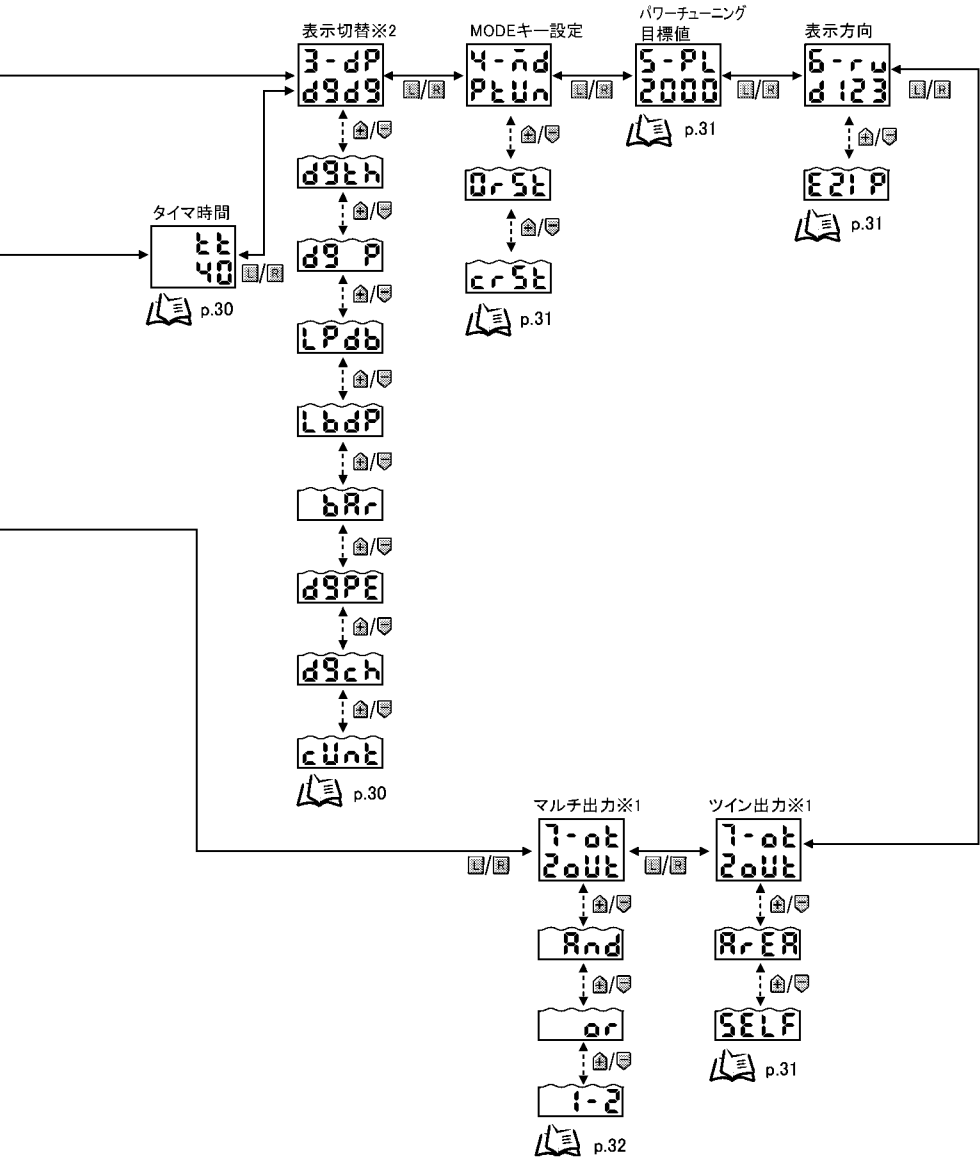 表示切替※2
3-dP
d9d9
L/R
+/−
d9th
+/−
d9 P
+/−
LPdb
+/−
LbdP
+/−
bAr
+/−
d9PE
+/−
d9ch
+/−
cUnt
p.30
MODEキー設定
4-md
PtUn
L/R
+/−
0rSt
+/−
crSt
p.31
パワーチューニング
目標値
5-PL
2000
L/R
p.31
表示方向
6-ru
d123
L/R
+/−
E21 P
p.31
タイマ時間
tt
40
L/R
p.30
マルチ出力※1
L/R
7-ot
2oUt
L/R
+/−
And
+/−
or
+/−
1-2
p.32
ツイン出力※1
7-ot
2oUt
+/−
ArEA
+/−
SELF
p.31